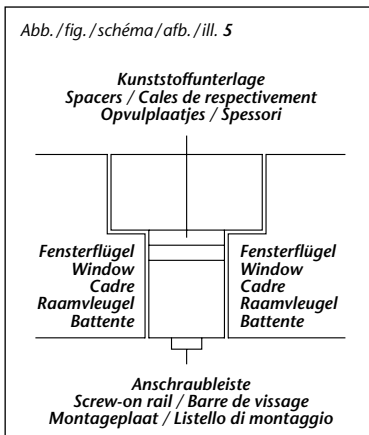 Abb./fig./schéma/afb./ill. 5
Kunststoffunterlage
Spacers / Cales de respectivement
Opvulplaatjes / Spessori
Fensterflügel
Window
Cadre
Raamvleugel
Battente
Fensterflügel
Window
Cadre
Raamvleugel
Battente
Anschraubleiste
Screw-on rail / Barre de vissage
Montageplaat / Listello di montaggio